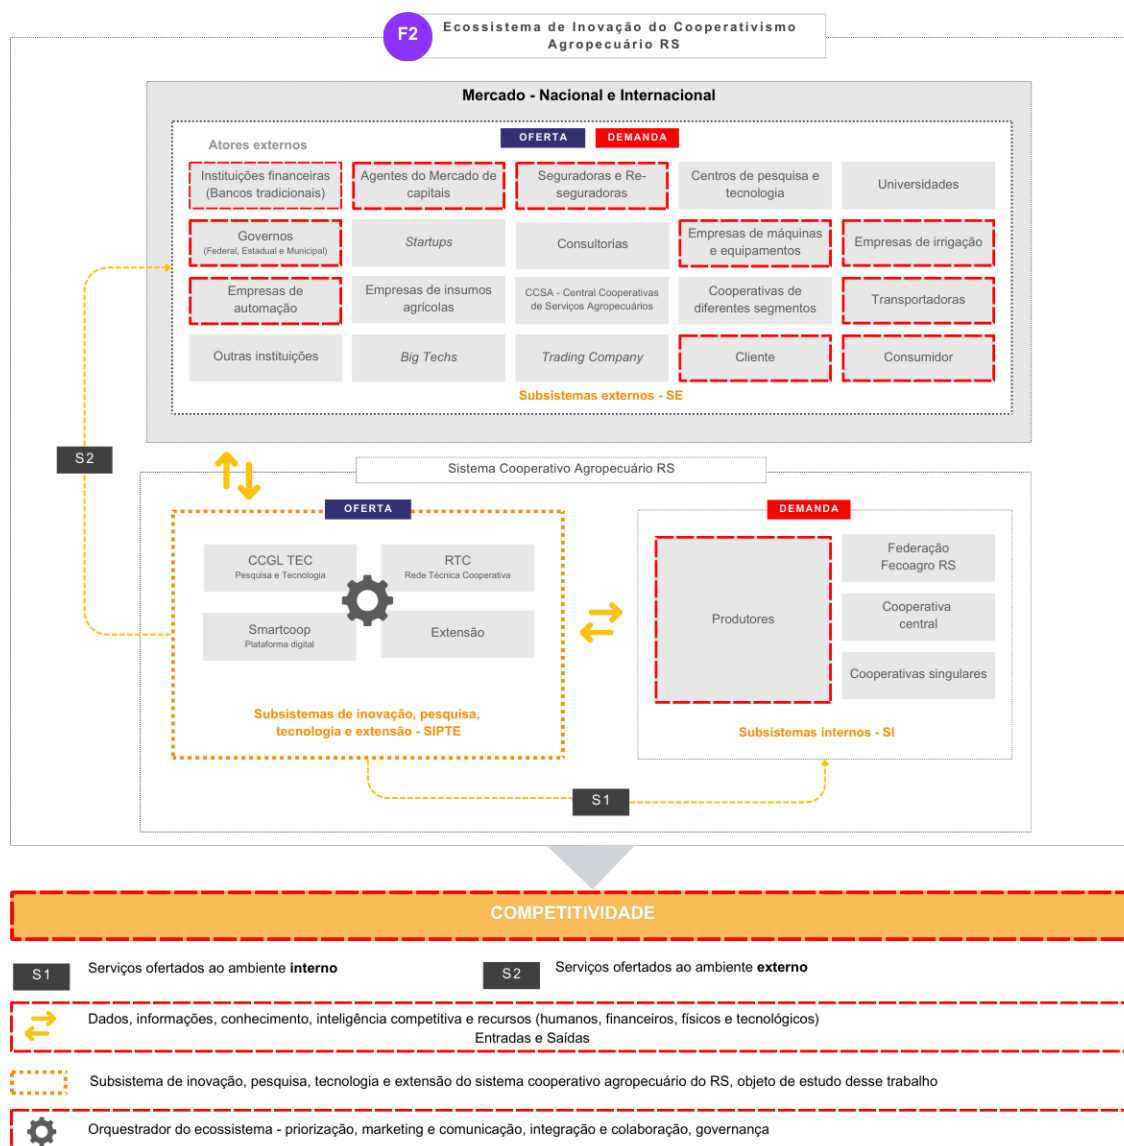 F2
Ecossistema de Inovação do Cooperativismo
Agropecuário RS
Mercado - Nacional e Internacional
OFERTA
DEMANDA
Atores externos
Instituições financeiras
(Bancos tradicionais)
Agentes do Mercado de
capitais
Seguradoras e Re-
seguradoras
Centros de pesquisa e
tecnologia
Universidades
Governos
(Federal, Estadual e Municipal)
Startups
Consultorias
Empresas de máquinas
e equipamentos
Empresas de irrigação
Empresas de
automação
Empresas de insumos
agrícolas
CCSA - Central Cooperativas
de Serviços Agropecuários
Cooperativas de
diferentes segmentos
Transportadoras
Outras instituições
Big Techs
Trading Company
Cliente
Consumidor
Subsistemas externos - SE
S2
Sistema Cooperativo Agropecuário RS
OFERTA
CCGL TEC
Pesquisa e Tecnologia
RTC
Rede Técnica Cooperativa
Smartcoop
Plataforma digital
Extensão
Subsistemas de inovação, pesquisa,
tecnologia e extensão - SIPTE
DEMANDA
Produtores
Federação
Fecoagro RS
Cooperativa
central
Cooperativas singulares
Subsistemas internos - SI
S1
COMPETITIVIDADE
S1
Serviços ofertados ao ambiente interno
S2
Serviços ofertados ao ambiente externo
Dados, informações, conhecimento, inteligência competitiva e recursos (humanos, financeiros, físicos e tecnológicos)
Entradas e Saídas
Subsistema de inovação, pesquisa, tecnologia e extensão do sistema cooperativo agropecuário do RS, objeto de estudo desse trabalho
Orquestrador do ecossistema - priorização, marketing e comunicação, integração e colaboração, governança